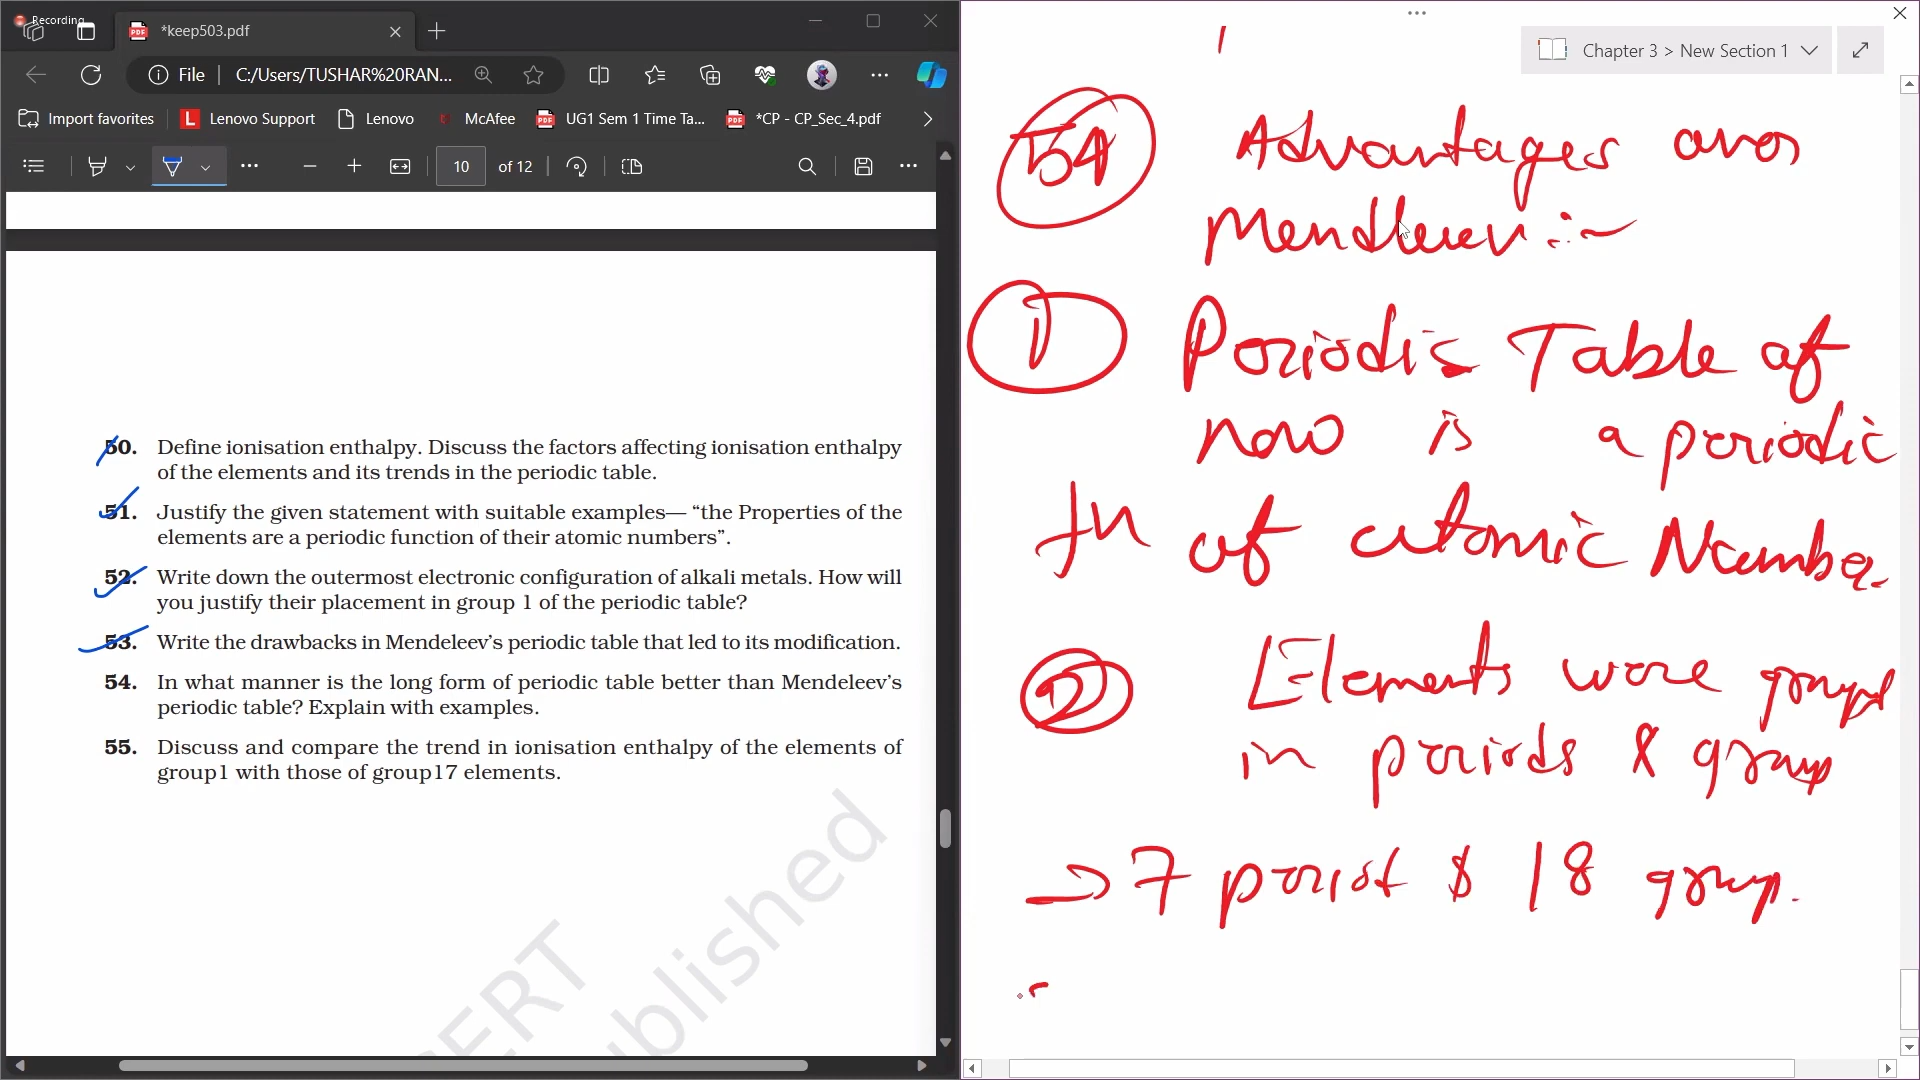 Recording
*keep503.pdf
File
C:/Users/TUSHAR%20RAN...
Import favorites
L Lenovo Support
Lenovo
McAfee
UG1 Sem 1 Time Ta...
*CP - CP_Sec_4.pdf
10 of 12
50. Define ionisation enthalpy. Discuss the factors affecting ionisation enthalpy
of the elements and its trends in the periodic table.
51. Justify the given statement with suitable examples— “the Properties of the
elements are a periodic function of their atomic numbers”.
52. Write down the outermost electronic configuration of alkali metals. How will
you justify their placement in group 1 of the periodic table?
53. Write the drawbacks in Mendeleev’s periodic table that led to its modification.
54. In what manner is the long form of periodic table better than Mendeleev’s
periodic table? Explain with examples.
55. Discuss and compare the trend in ionisation enthalpy of the elements of
group1 with those of group17 elements.
blished
Chapter 3 > New Section 1
54 Advantages
:-
1 Periodic Table of
now is a periodic
fn of atomic Number
2 Elements were
in periods & group
→ 7 18 group.